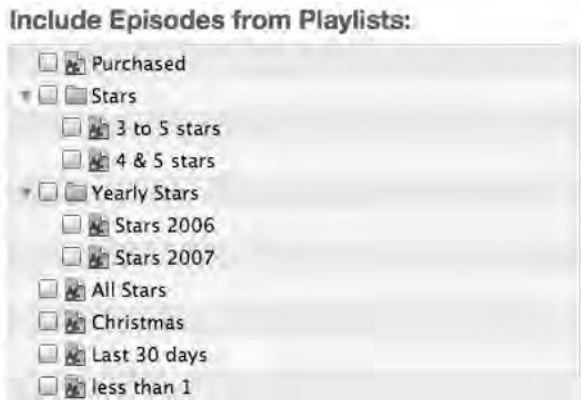 Include Episodes from Playlists:
Purchased
Stars
3 to 5 stars
4 & 5 stars
Yearly Stars
Stars 2006
Stars 2007
All Stars
Christmas
Last 30 days
less than 1